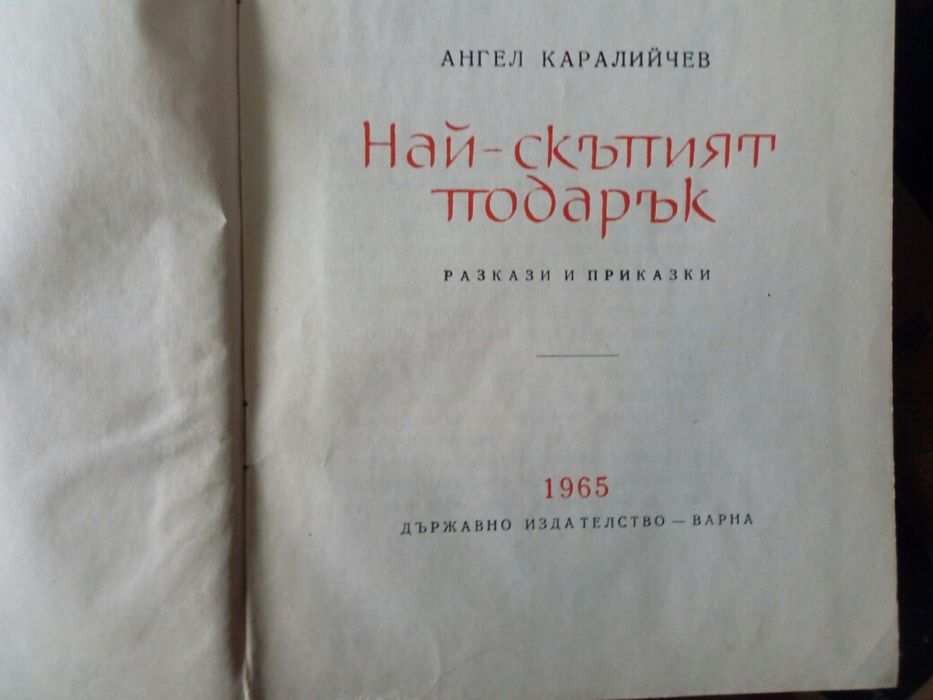 АНГЕЛ КАРАЛИЙЧЕВ
Най-скъпият
подарък
РАЗКАЗИ И ПРИКАЗКИ
1965
ДЪРЖАВНО ИЗДАТЕЛСТВО — ВАРНА